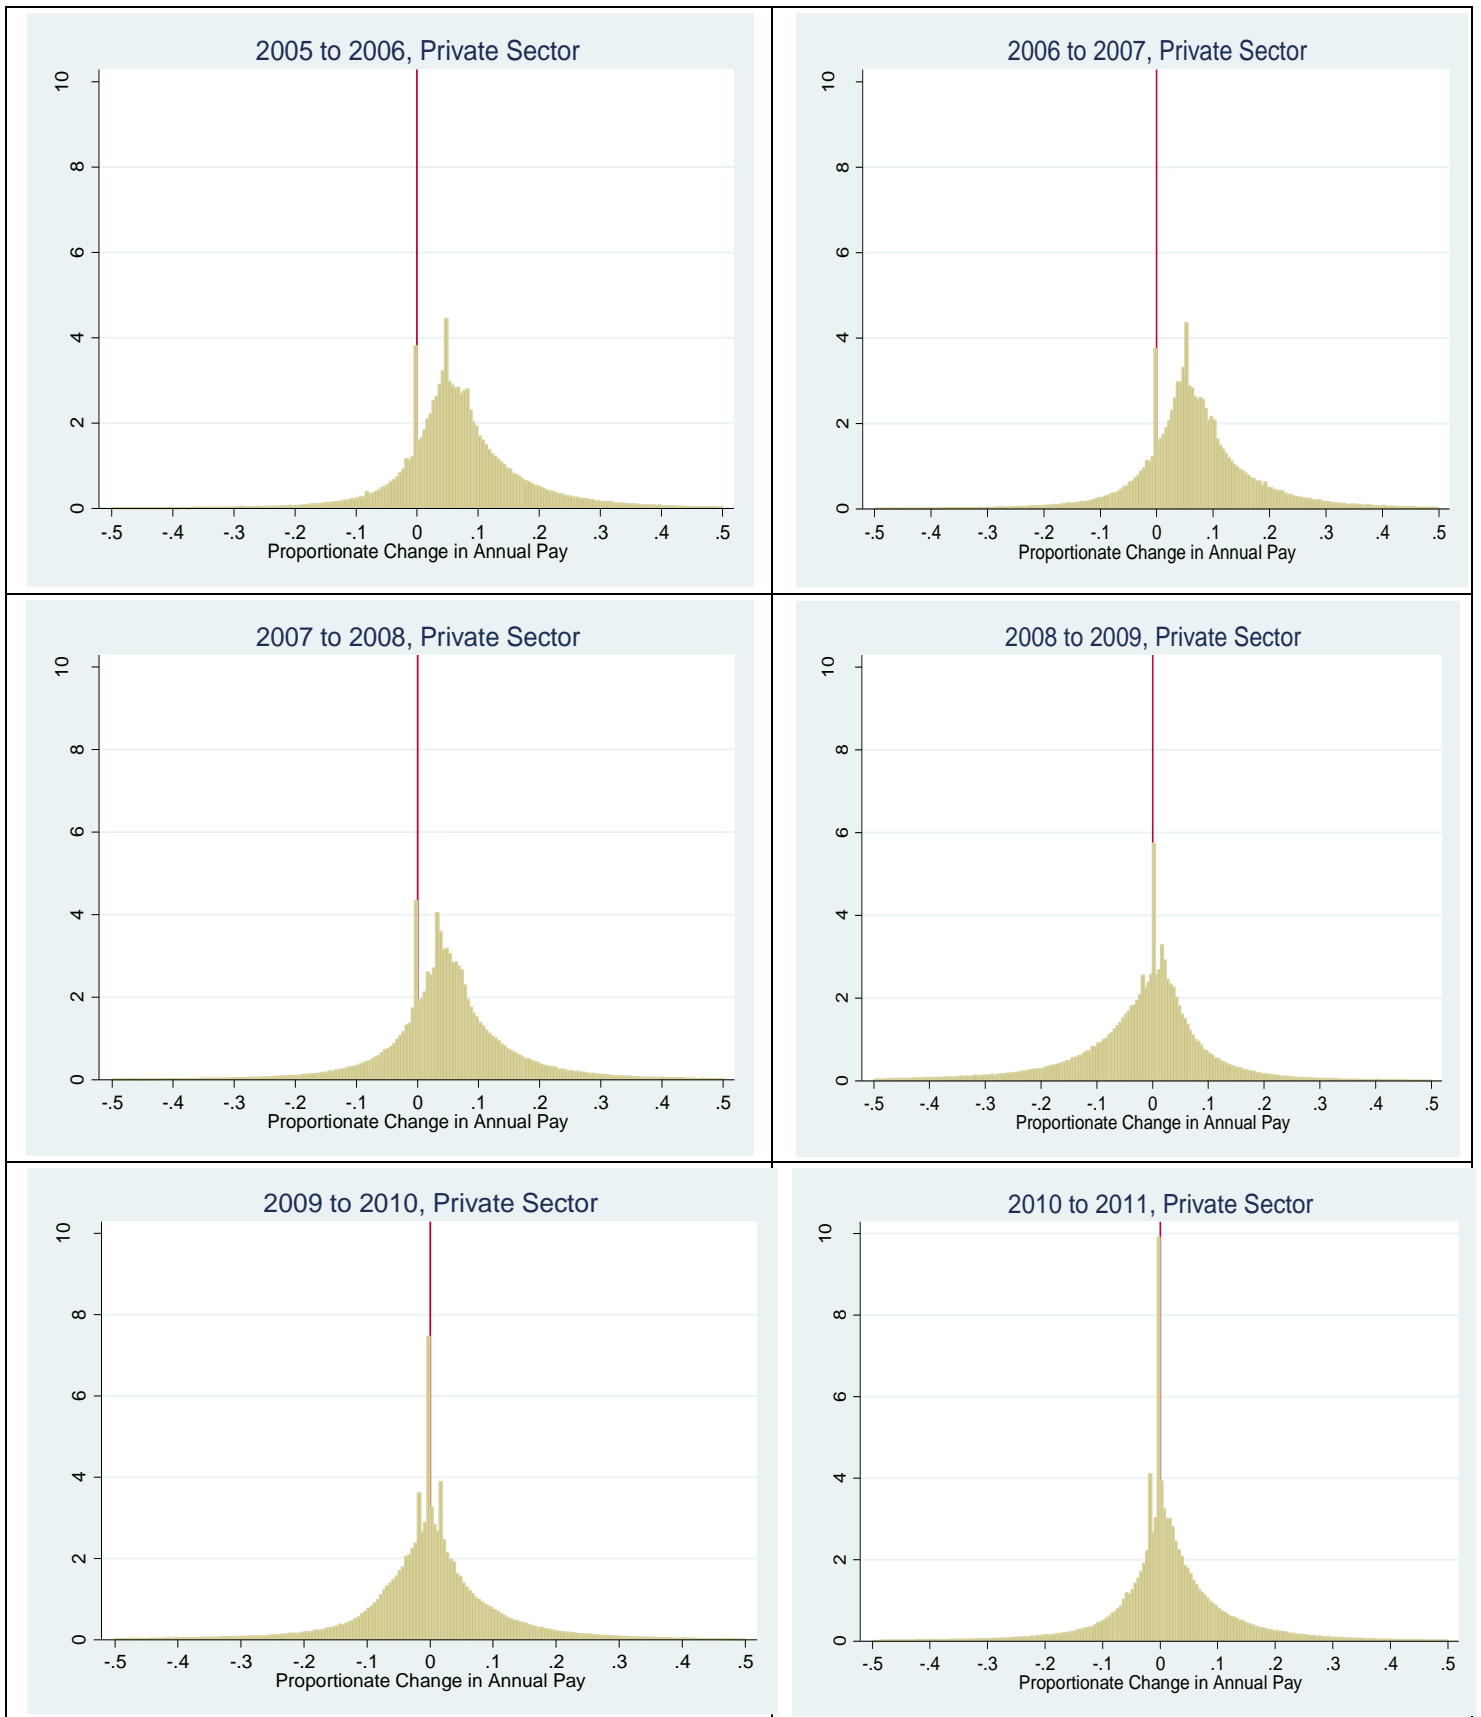 2005 to 2006, Private Sector
10
8
6
4
2
0
-.5 -.4 -.3 -.2 -.1 0 .1 .2 .3 .4 .5
Proportionate Change in Annual Pay
2006 to 2007, Private Sector
10
8
6
4
2
0
-.5 -.4 -.3 -.2 -.1 0 .1 .2 .3 .4 .5
Proportionate Change in Annual Pay
2007 to 2008, Private Sector
10
8
6
4
2
0
-.5 -.4 -.3 -.2 -.1 0 .1 .2 .3 .4 .5
Proportionate Change in Annual Pay
2008 to 2009, Private Sector
10
8
6
4
2
0
-.5 -.4 -.3 -.2 -.1 0 .1 .2 .3 .4 .5
Proportionate Change in Annual Pay
2009 to 2010, Private Sector
10
8
6
4
2
0
-.5 -.4 -.3 -.2 -.1 0 .1 .2 .3 .4 .5
Proportionate Change in Annual Pay
2010 to 2011, Private Sector
10
8
6
4
2
0
-.5 -.4 -.3 -.2 -.1 0 .1 .2 .3 .4 .5
Proportionate Change in Annual Pay